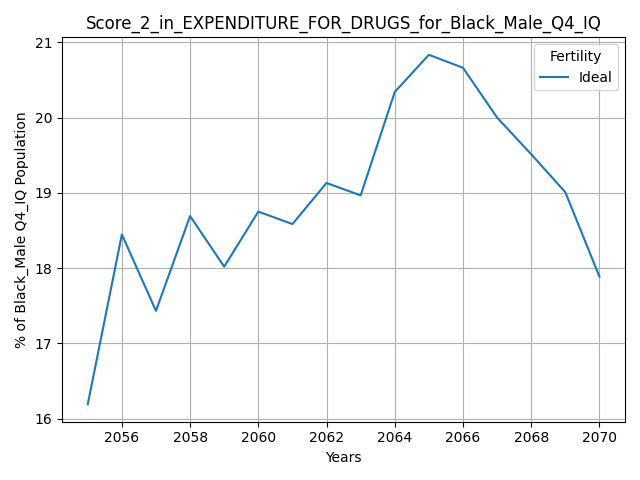 Score_2_in_EXPENDITURE_FOR_DRUGS_for_Black_Male_Q4_IQ
Fertility
Ideal
% of Black_Male Q4_IQ Population
21
20
19
18
17
16
2056 2058 2060 2062 2064 2066 2068 2070
Years